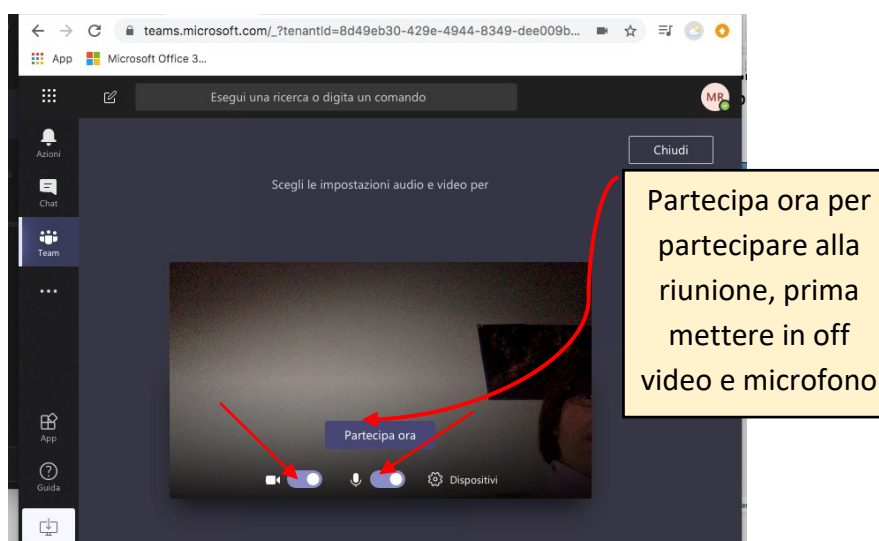 teams.microsoft.com/_?tenantId=8d49eb30-429e-4944-8349-dee009b...
App
Microsoft Office 3...
Esegui una ricerca o digita un comando
MR
Azioni
Chiudi
Scegli le impostazioni audio e video per
Chat
Team
Partecipa ora per
partecipare alla
riunione, prima
mettere in off
video e microfono
Partecipa ora
App
Dispositivi
Guida